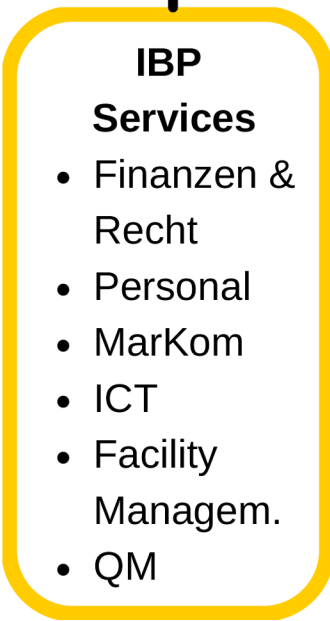 IBP
Services
• Finanzen &
Recht
• Personal
• MarKom
• ICT
• Facility
Managem.
• QM